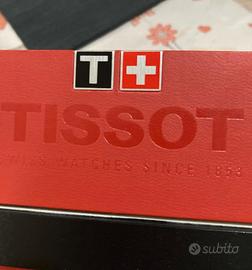 T
TISSOT
SWISS WATCHES SINCE 1853
subito